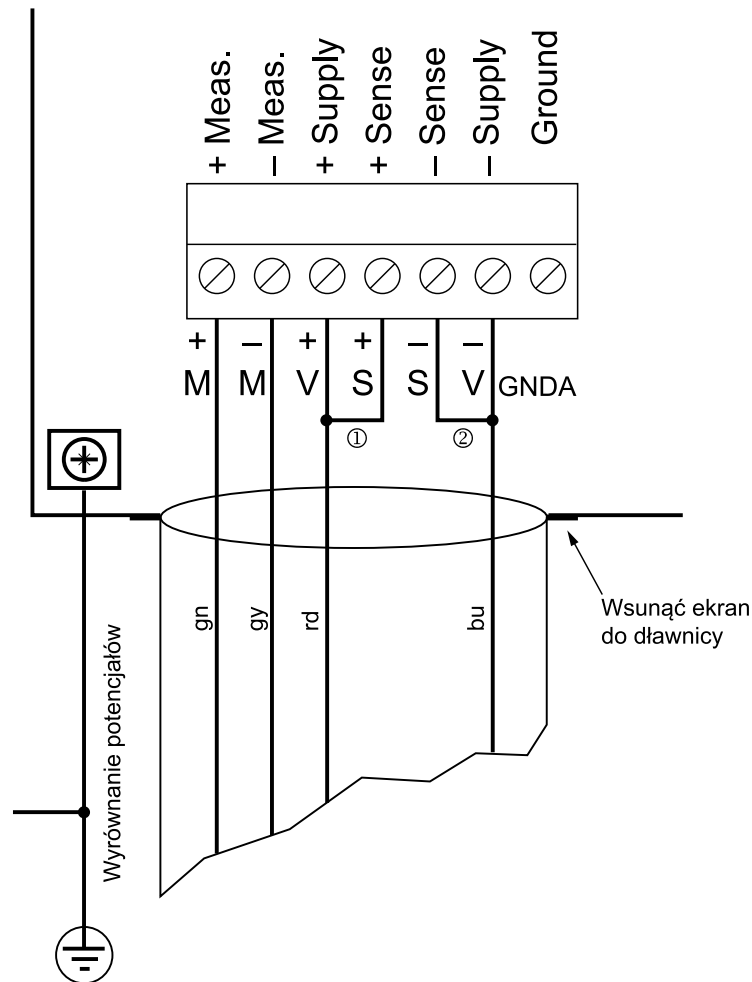 + Meas.
– Meas.
+ Supply
+ Sense
– Sense
– Supply
Ground
+ – + + – –
M M V S S V GNDA
① ②
gn
gy
rd
bu
Wsunąć ekran
do dławnicy
Wyrównanie potencjałów